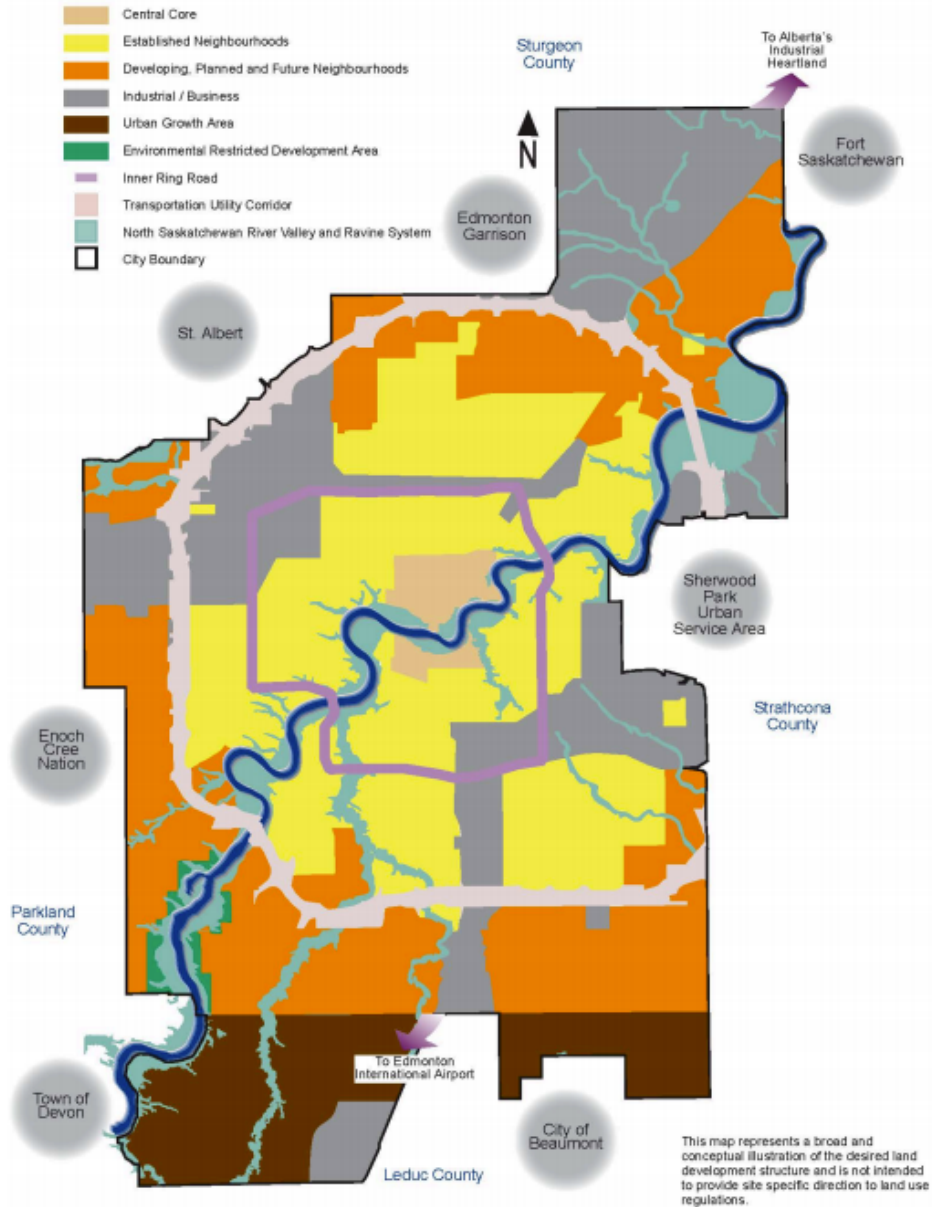 Central Core
Established Neighbourhoods
Developing, Planned and Future Neighbourhoods
Industrial / Business
Urban Growth Area
Environmental Restricted Development Area
Inner Ring Road
Transportation Utility Corridor
North Saskatchewan River Valley and Ravine System
City Boundary
Sturgeon
County
To Alberta's
Industrial
Heartland
N
Fort
Saskatchewan
Edmonton
Garrison
St. Albert
Sherwood
Park
Urban
Service Area
Strathcona
County
Enoch
Cree
Nation
Parkland
County
To Edmonton
International Airport
Town of
Devon
City of
Beaumont
Leduc County
This map represents a broad and
conceptual illustration of the desired land
development structure and is not intended
to provide site specific direction to land use
regulations.